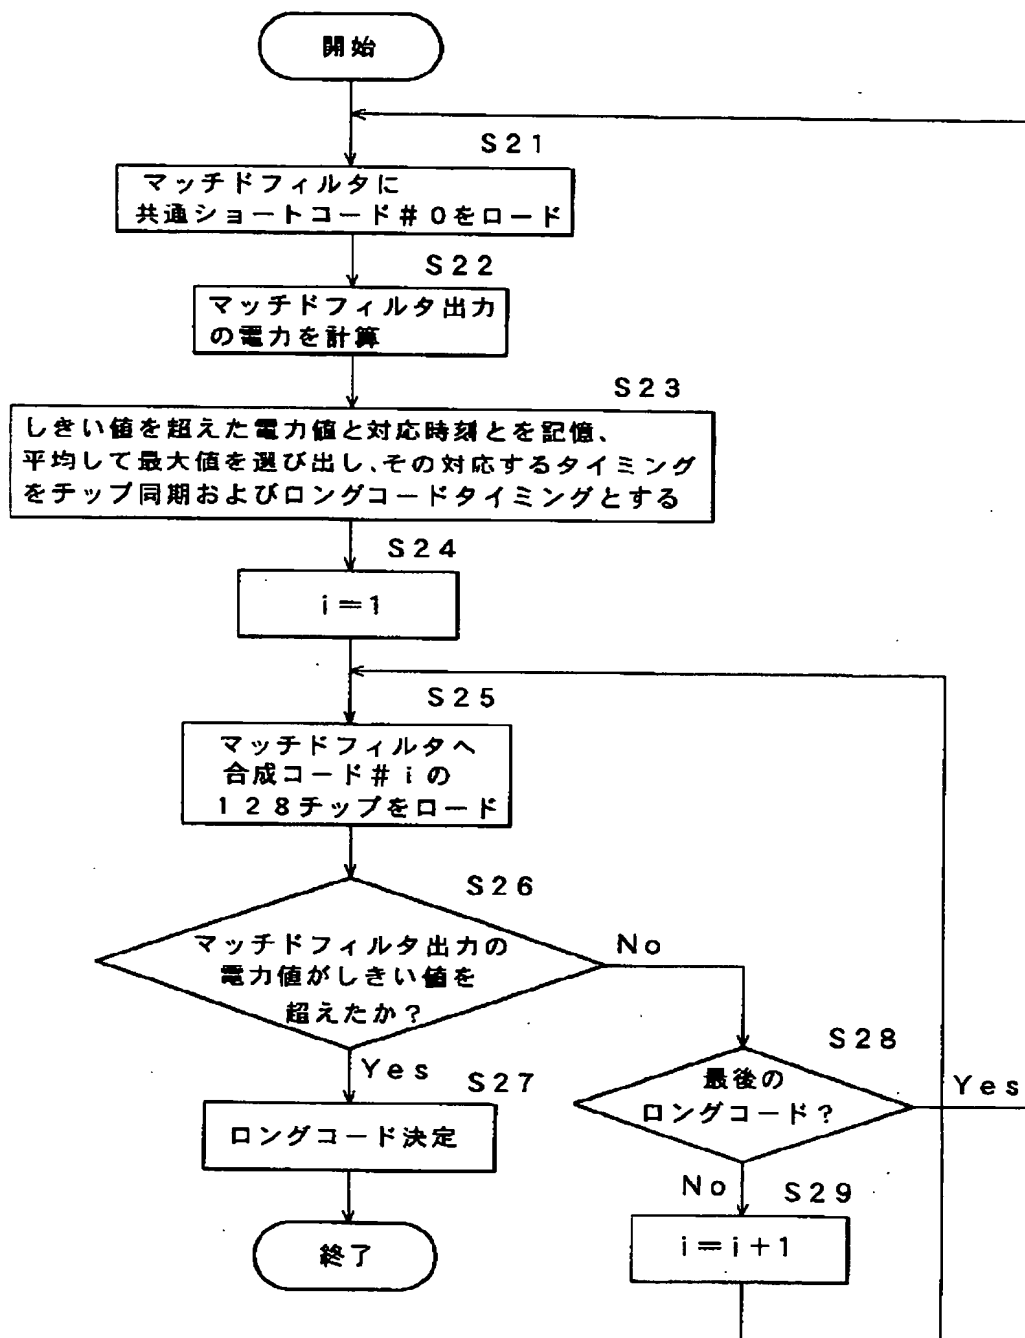 開始
S21
マッチドフィルタに
共通ショートコード＃0をロード
S22
マッチドフィルタ出力
の電力を計算
S23
しきい値を超えた電力値と対応時刻とを記憶、
平均して最大値を選び出し、その対応するタイミング
をチップ同期およびロングコードタイミングとする
S24
i＝1
S25
マッチドフィルタへ
合成コード＃iの
128チップをロード
S26
マッチドフィルタ出力の
電力値がしきい値を
超えたか？
No
Yes
S27
ロングコード決定
終了
S28
最後の
ロングコード？
Yes
No
S29
i＝i＋1